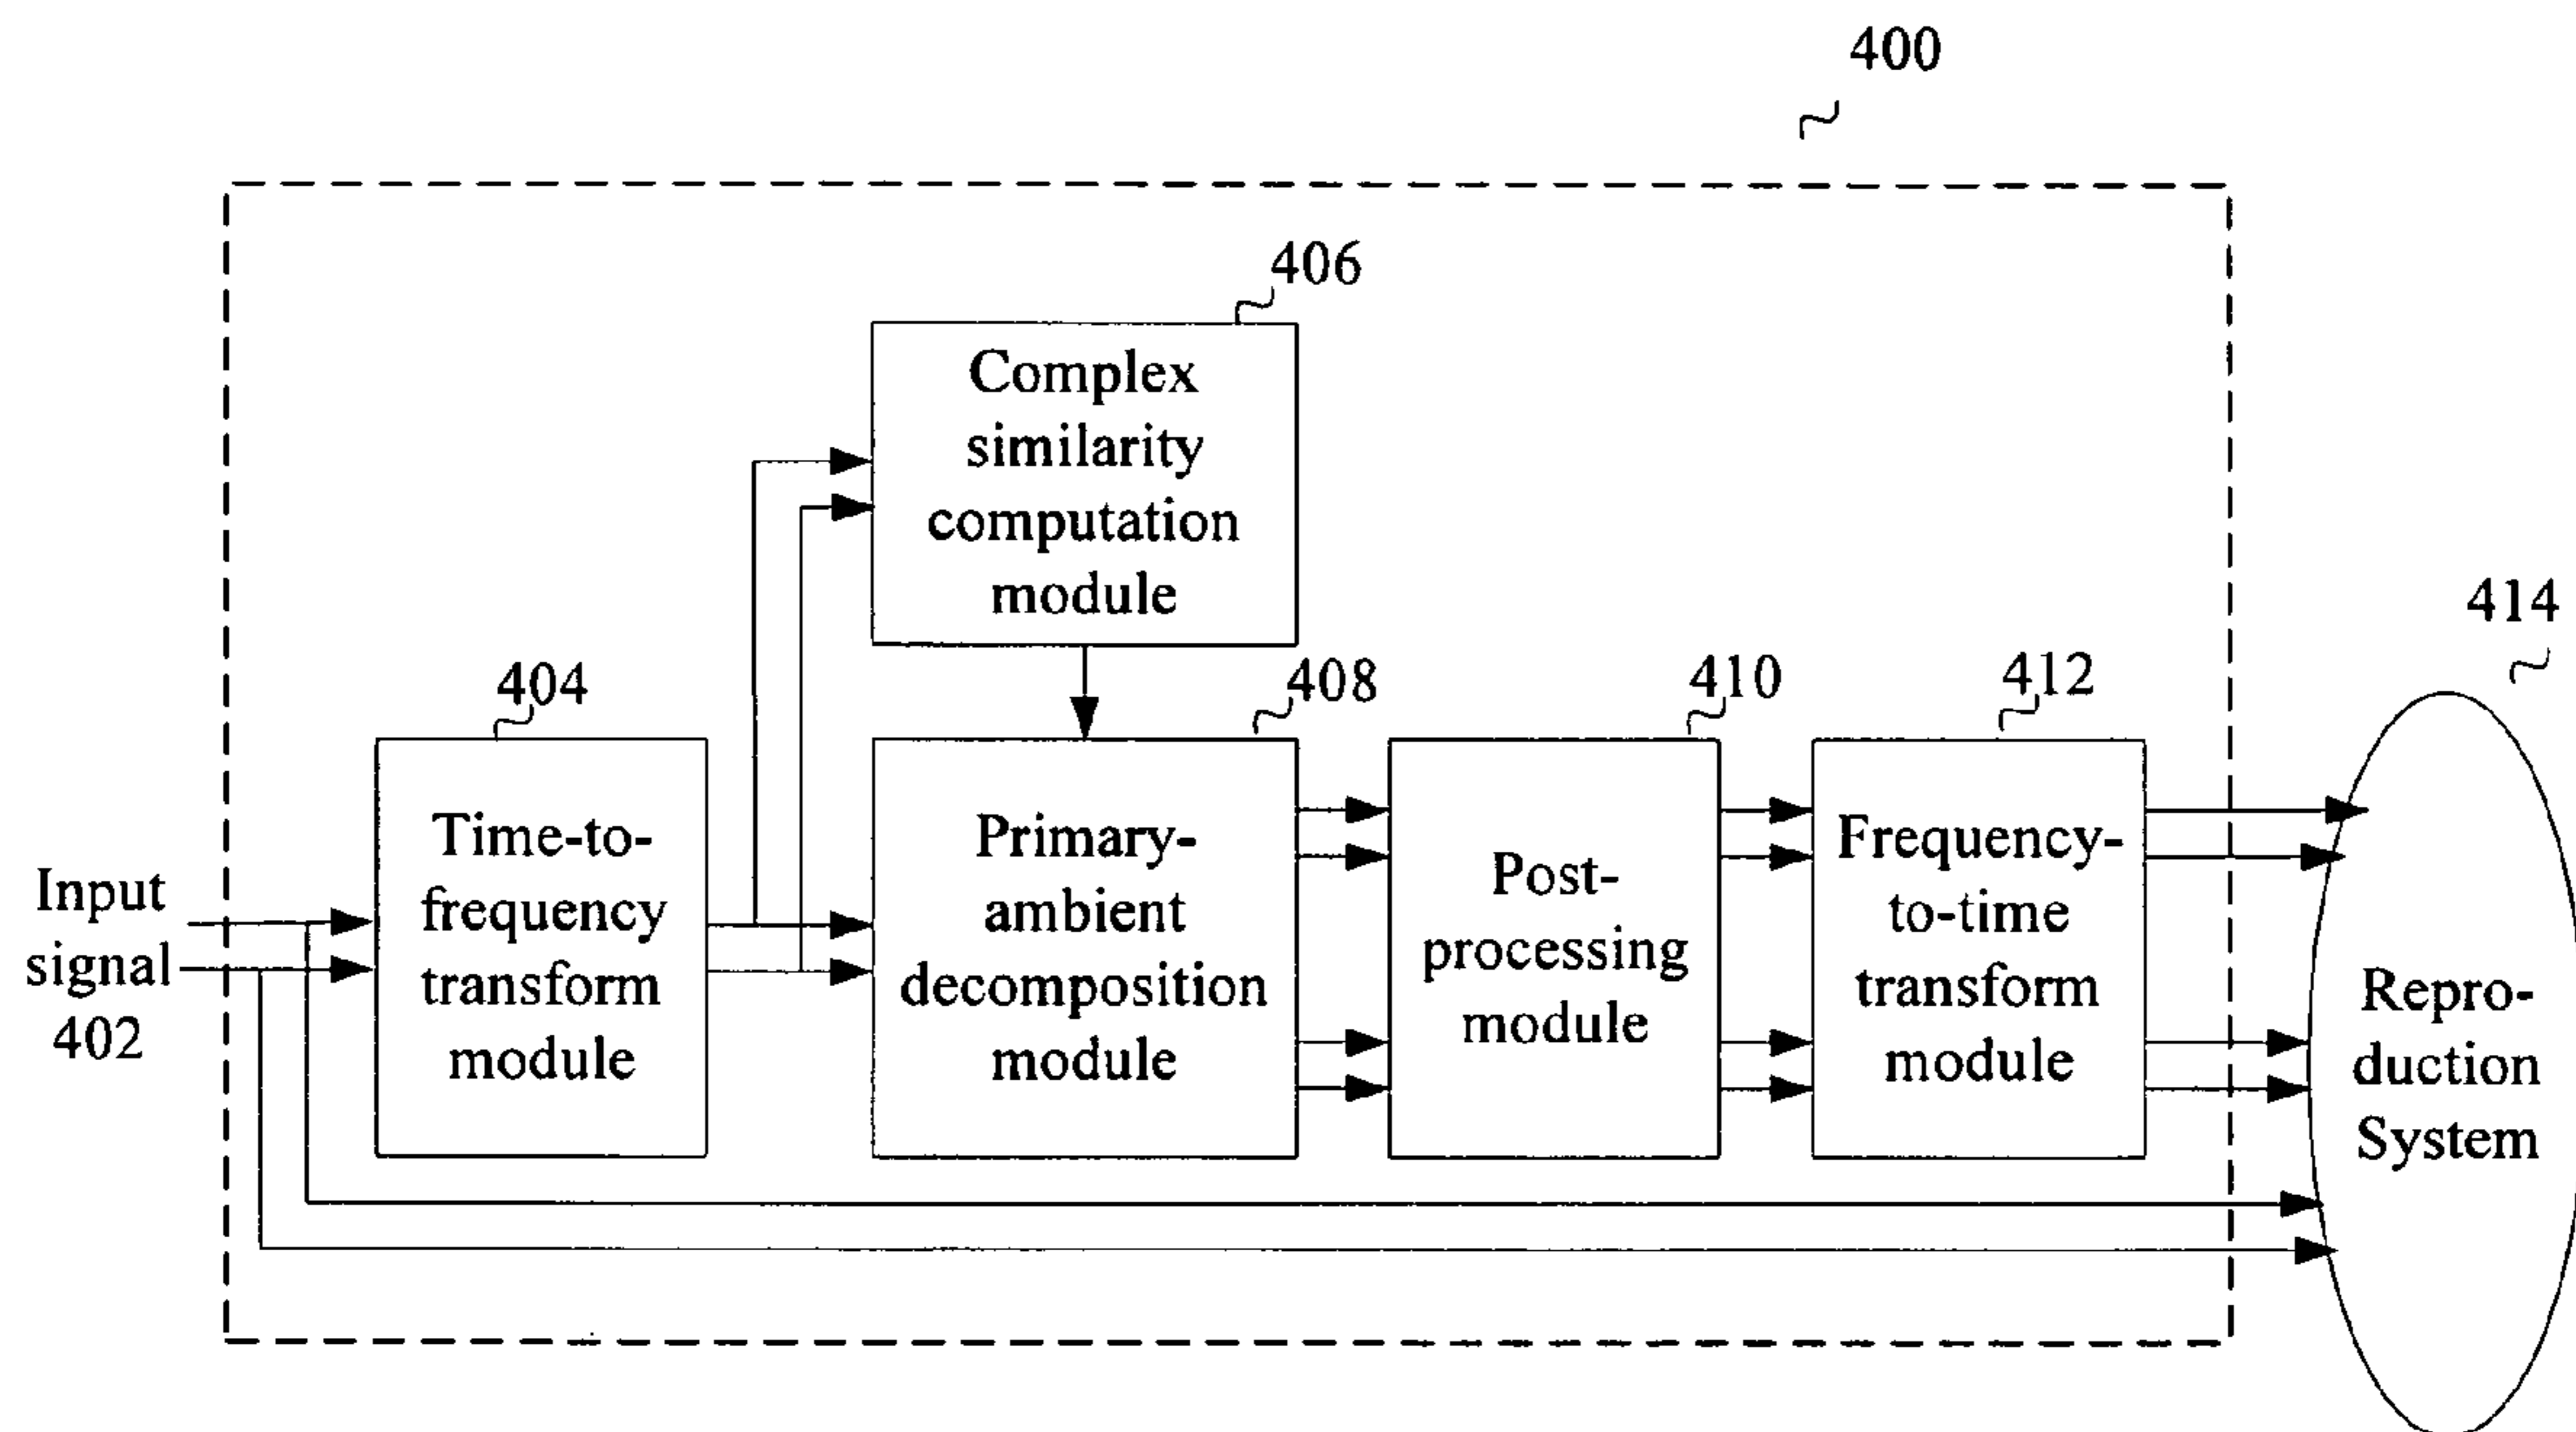 400
406
Complex
similarity
computation
module
414
404
408
410
412
Time-to-
frequency
transform
module
Primary-
ambient
decomposition
module
Post-
processing
module
Frequency-
to-time
transform
module
Input
signal
402
Repro-
duction
System